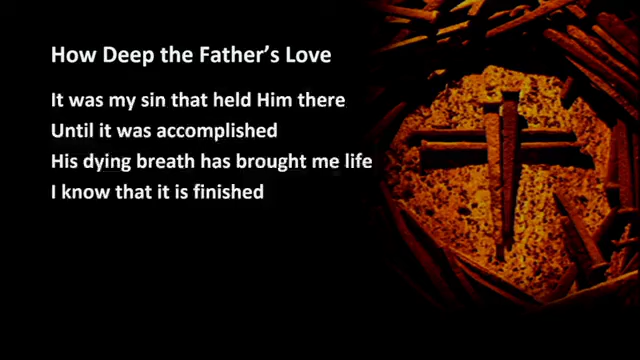 How Deep the Father’s Love
It was my sin that held Him there
Until it was accomplished
His dying breath has brought me life
I know that it is finished